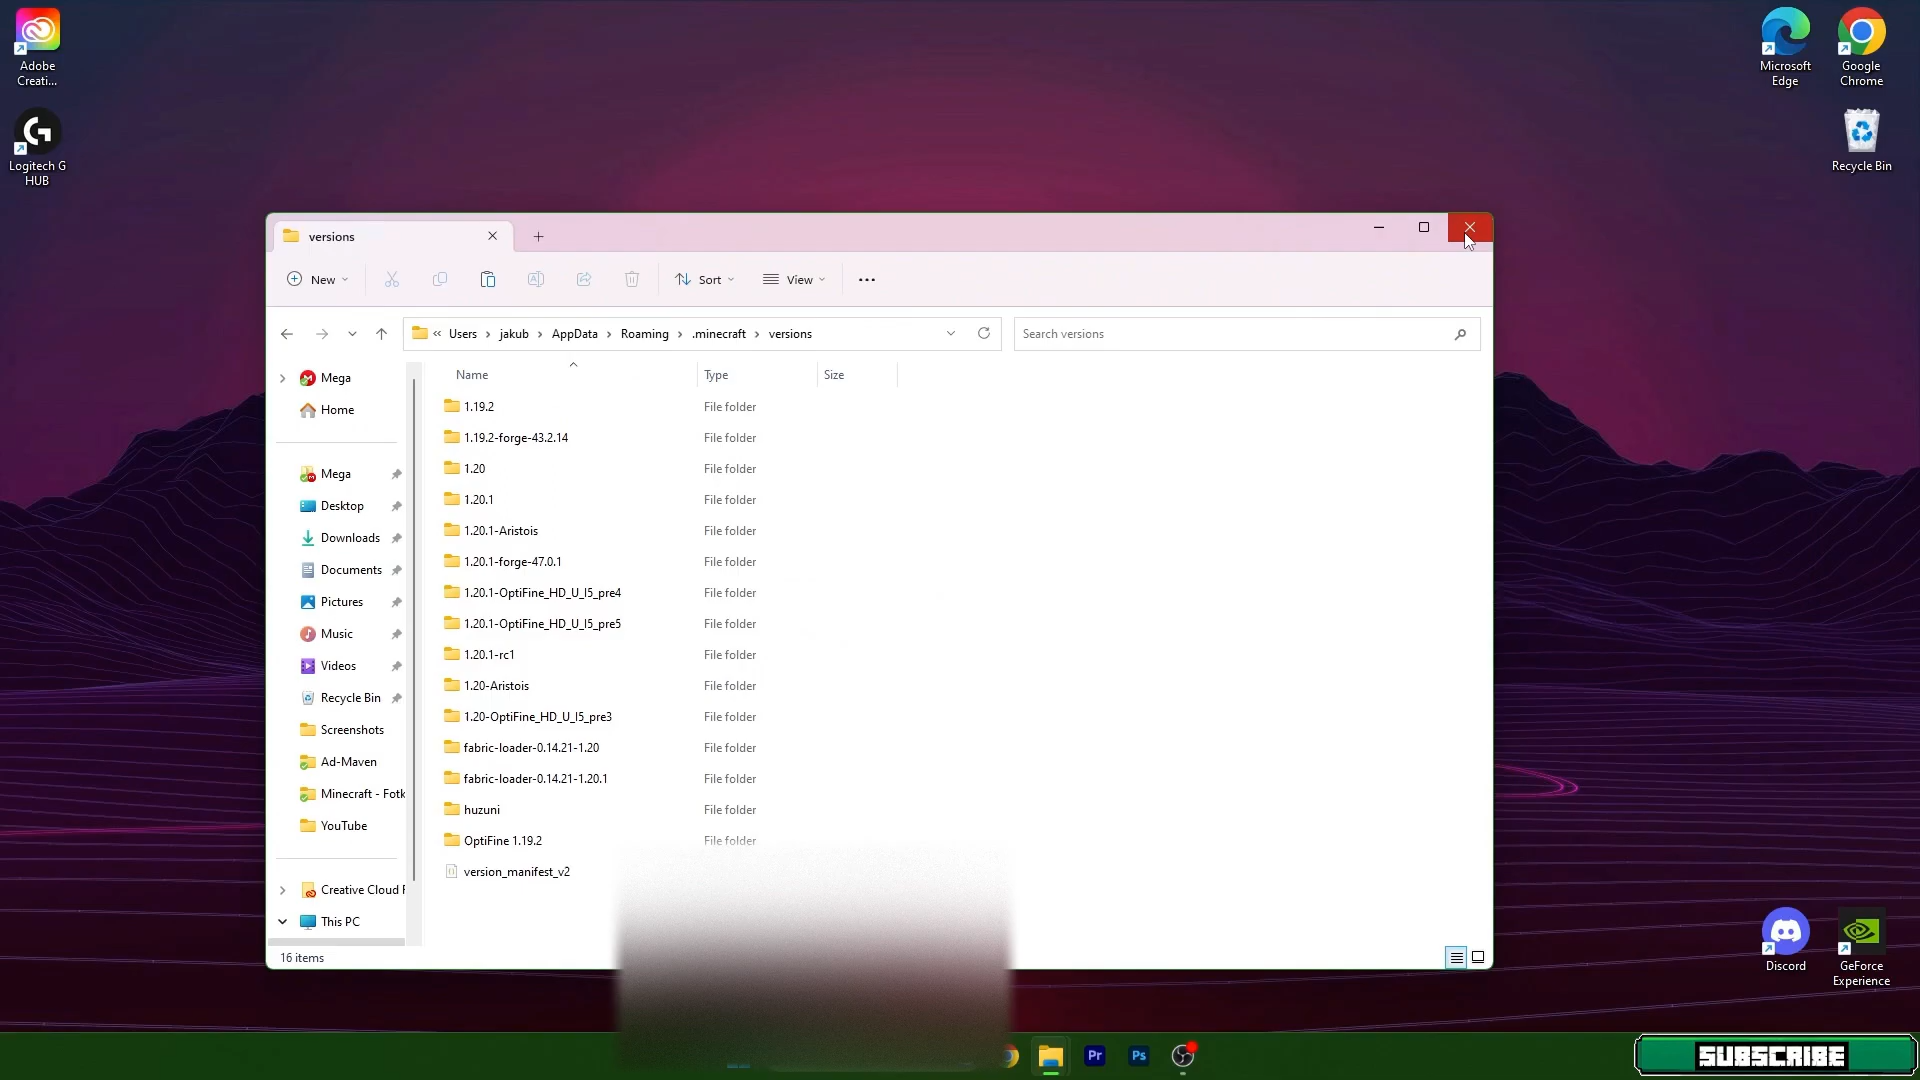 Adobe
Creati...
Logitech G
HUB
Microsoft
Edge
Google
Chrome
Recycle Bin
versions
New
Sort
View
« Users > jakub > AppData > Roaming > .minecraft > versions
Search versions
Name
Type
Size
Mega
Home
Mega
Desktop
Downloads
Documents
Pictures
Music
Videos
Recycle Bin
Screenshots
Ad-Maven
Minecraft - Fotk
YouTube
Creative Cloud F
This PC
1.19.2 File folder
1.19.2-forge-43.2.14 File folder
1.20 File folder
1.20.1 File folder
1.20.1-Aristois File folder
1.20.1-forge-47.0.1 File folder
1.20.1-OptiFine_HD_U_I5_pre4 File folder
1.20.1-OptiFine_HD_U_I5_pre5 File folder
1.20.1-rc1 File folder
1.20-Aristois File folder
1.20-OptiFine_HD_U_I5_pre3 File folder
fabric-loader-0.14.21-1.20 File folder
fabric-loader-0.14.21-1.20.1 File folder
huzuni File folder
OptiFine 1.19.2 File folder
version_manifest_v2
16 items
Discord
GeForce
Experience
Pr
Ps
SUBSCRIBE